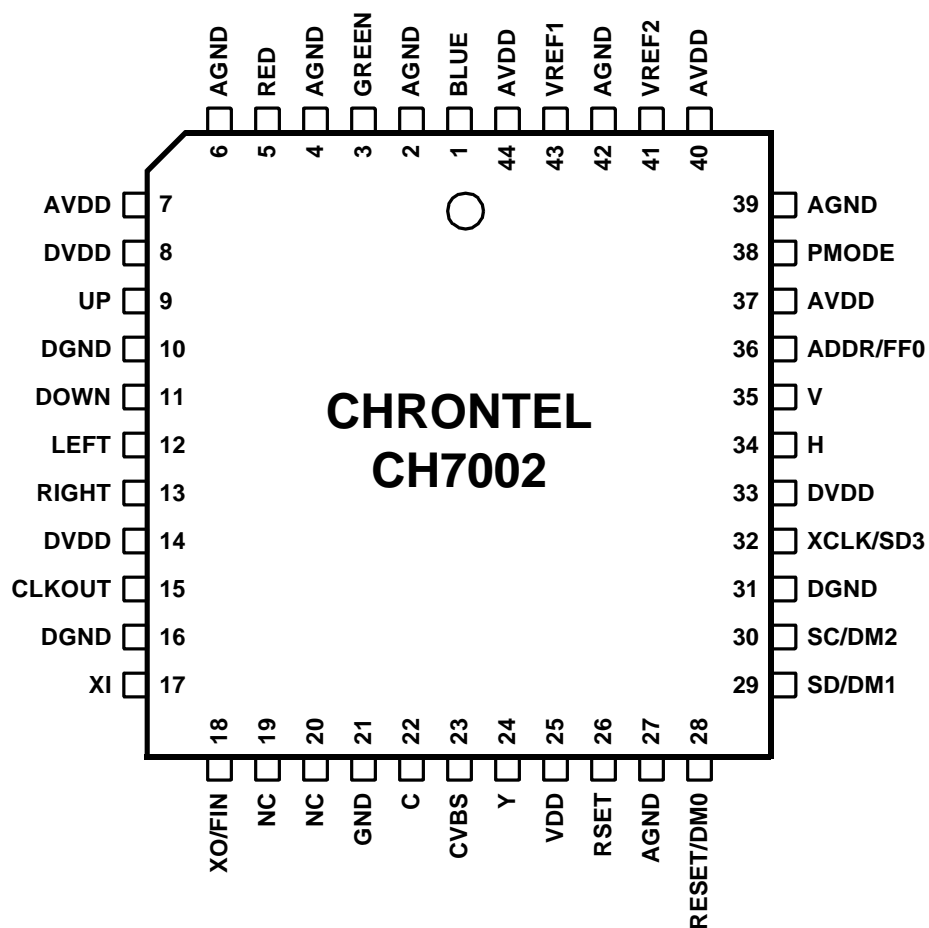 AGND
RED
AGND
GREEN
AGND
BLUE
AVDD
VREF1
AGND
VREF2
AVDD
6
5
4
3
2
1
44
43
42
41
40
AVDD 7
DVDD 8
UP 9
DGND 10
DOWN 11
LEFT 12
RIGHT 13
DVDD 14
CLKOUT 15
DGND 16
XI 17
CHRONTEL
CH7002
39 AGND
38 PMODE
37 AVDD
36 ADDR/FF0
35 V
34 H
33 DVDD
32 XCLK/SD3
31 DGND
30 SC/DM2
29 SD/DM1
18
19
20
21
22
23
24
25
26
27
28
XO/FIN
NC
NC
GND
C
CVBS
Y
VDD
RSET
AGND
RESET/DM0